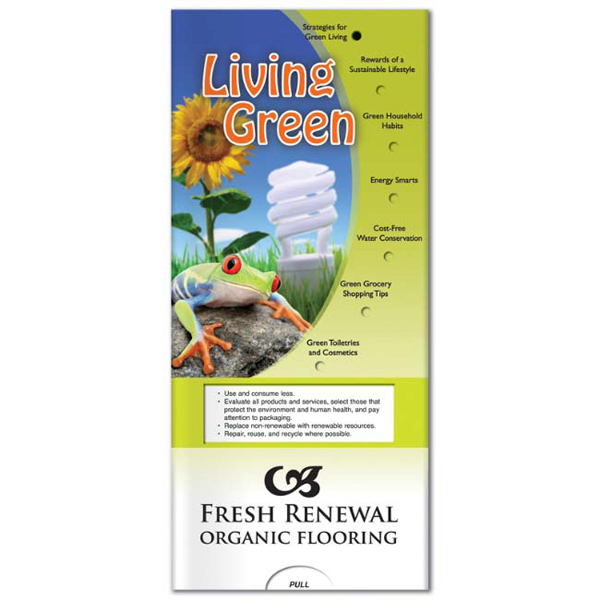 Strategies for
Green Living
Living
Green
Rewards of a
Sustainable Lifestyle
Green Household
Habits
Energy Smarts
Cost-Free
Water Conservation
Green Grocery
Shopping Tips
Green Toiletries
and Cosmetics
• Use and consume less.
• Evaluate all products and services, select those that
protect the environment and human health, and pay
attention to packaging.
• Replace non-renewable with renewable resources.
• Repair, reuse, and recycle where possible.
FRESH RENEWAL
ORGANIC FLOORING
PULL